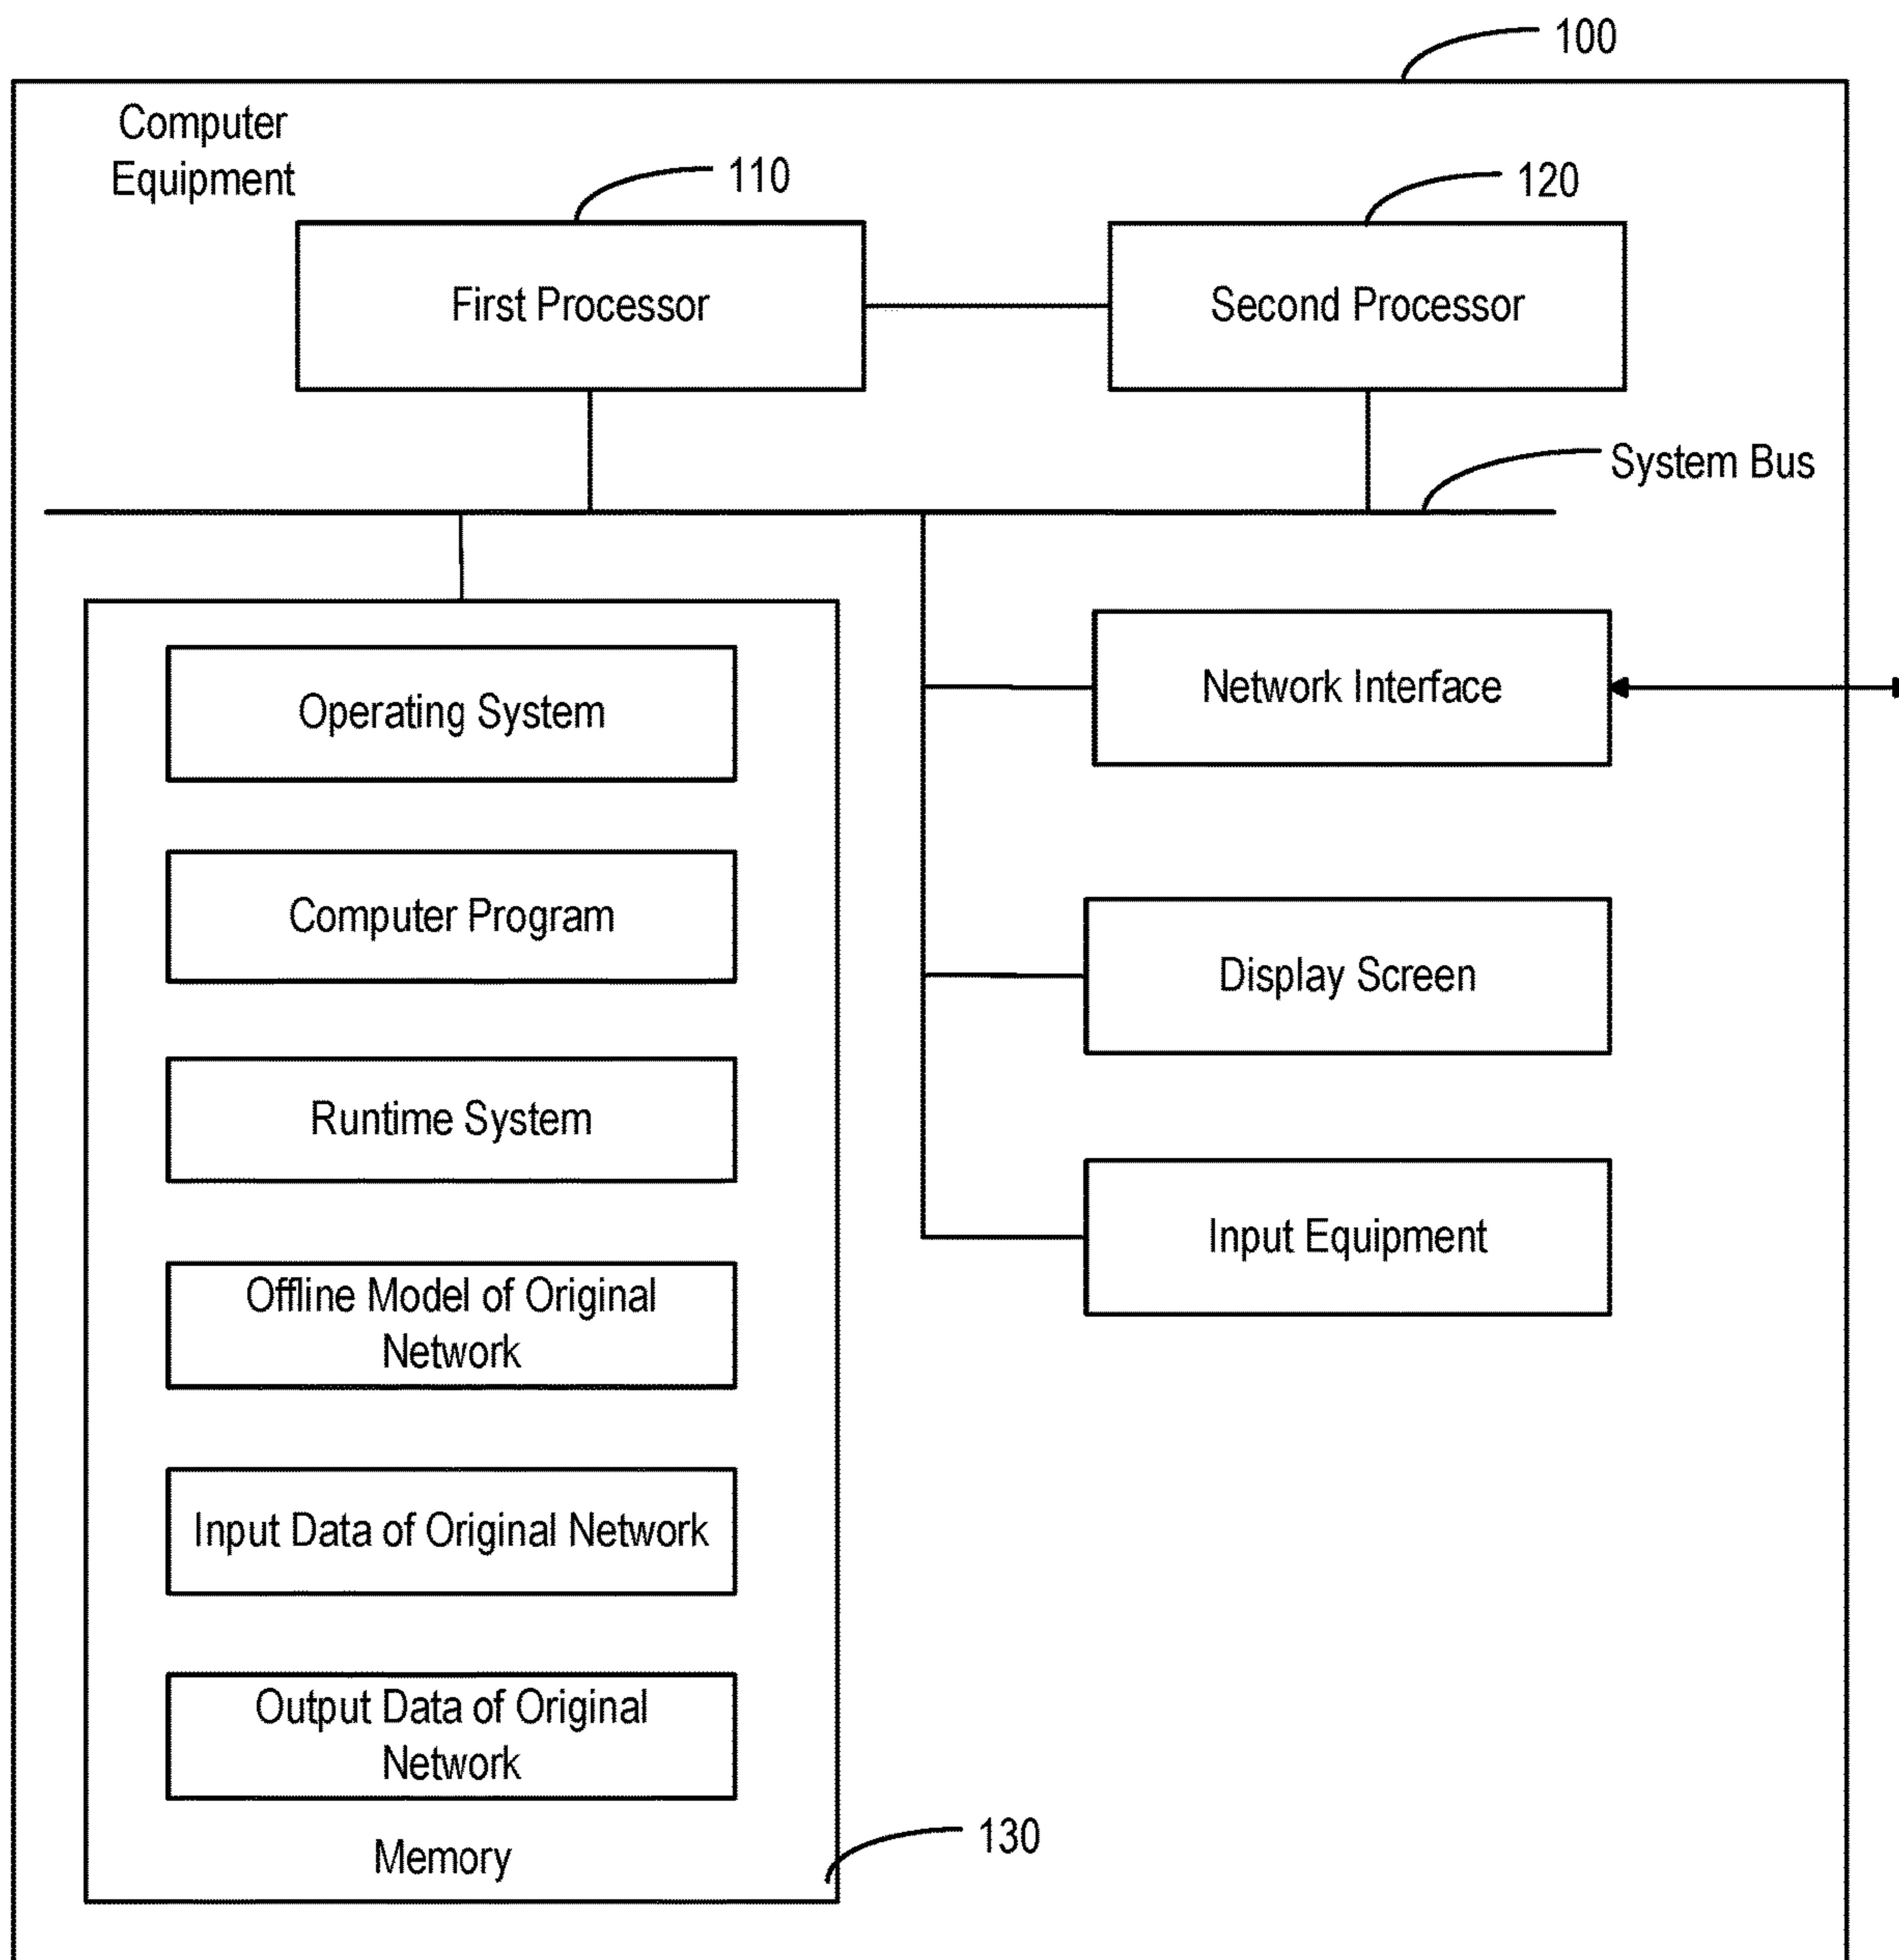 100
Computer
Equipment
110
120
First Processor
Second Processor
System Bus
Operating System
Network Interface
Computer Program
Display Screen
Runtime System
Input Equipment
Offline Model of Original
Network
Input Data of Original Network
Output Data of Original
Network
Memory
130